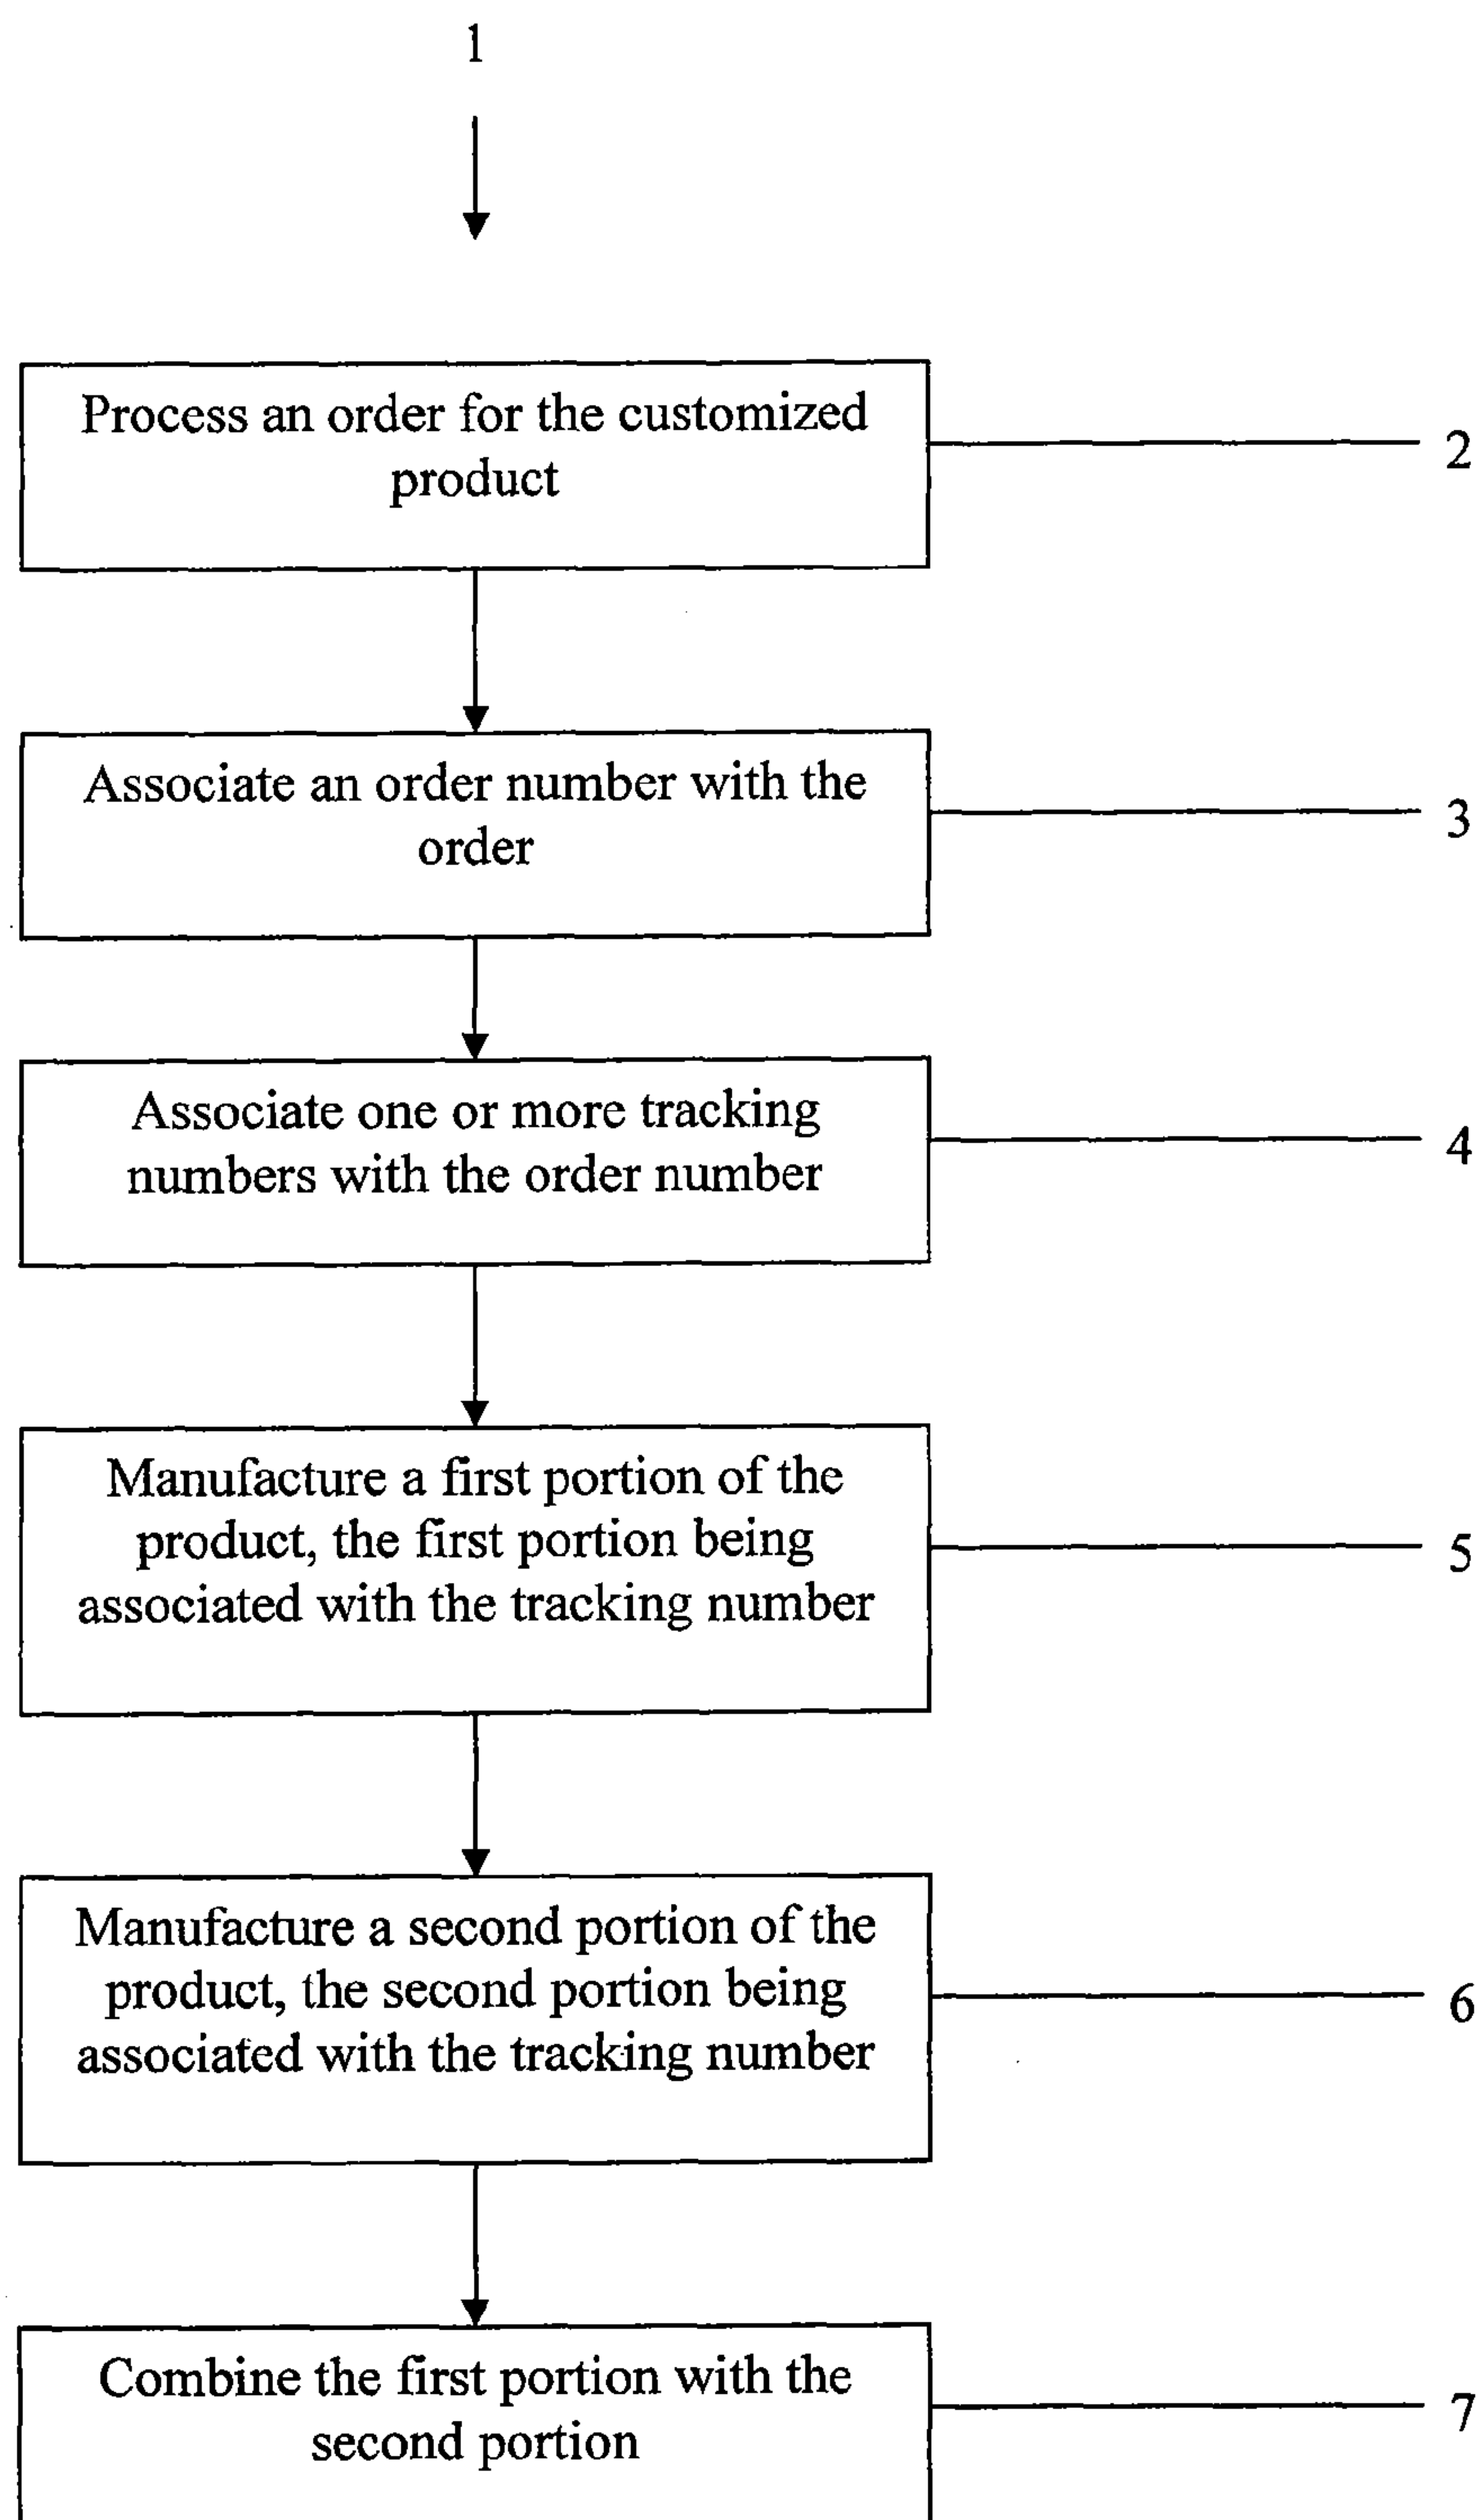 1
Process an order for the customized
product
2
Associate an order number with the
order
3
Associate one or more tracking
numbers with the order number
4
Manufacture a first portion of the
product, the first portion being
associated with the tracking number
5
Manufacture a second portion of the
product, the second portion being
associated with the tracking number
6
Combine the first portion with the
second portion
7